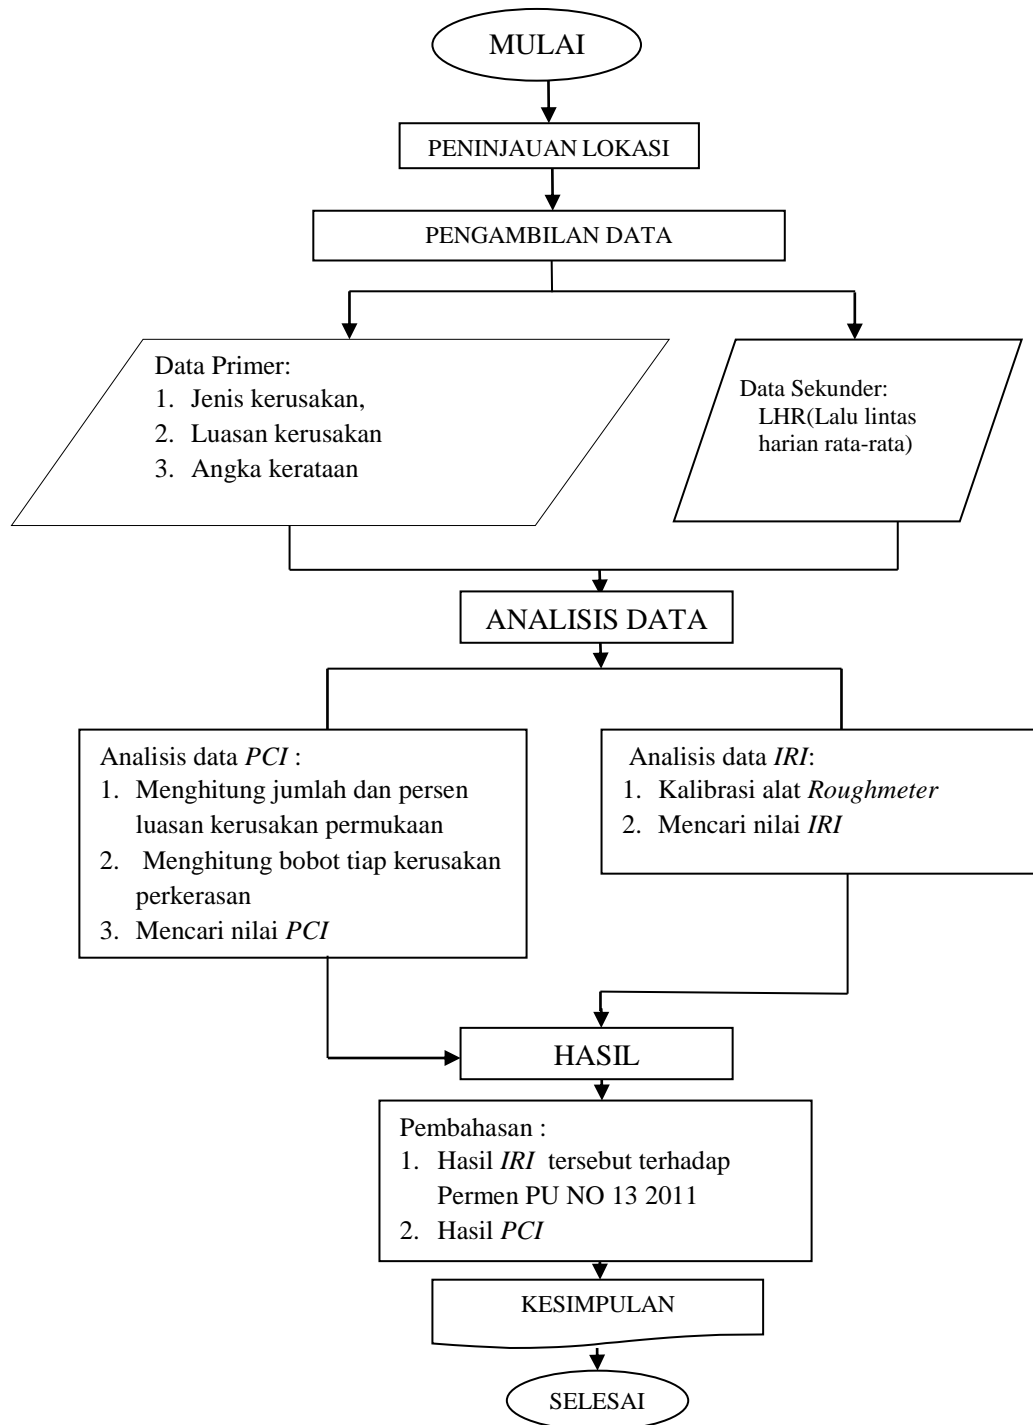 MULAI
PENINJAUAN LOKASI
PENGAMBILAN DATA
Data Primer:
1. Jenis kerusakan,
2. Luasan kerusakan
3. Angka kerataan
Data Sekunder:
LHR(Lalu lintas
harian rata-rata)
ANALISIS DATA
Analisis data PCI :
1. Menghitung jumlah dan persen
luasan kerusakan permukaan
2. Menghitung bobot tiap kerusakan
perkerasan
3. Mencari nilai PCI
Analisis data IRI:
1. Kalibrasi alat Roughmeter
2. Mencari nilai IRI
HASIL
Pembahasan :
1. Hasil IRI tersebut terhadap
Permen PU NO 13 2011
2. Hasil PCI
KESIMPULAN
SELESAI